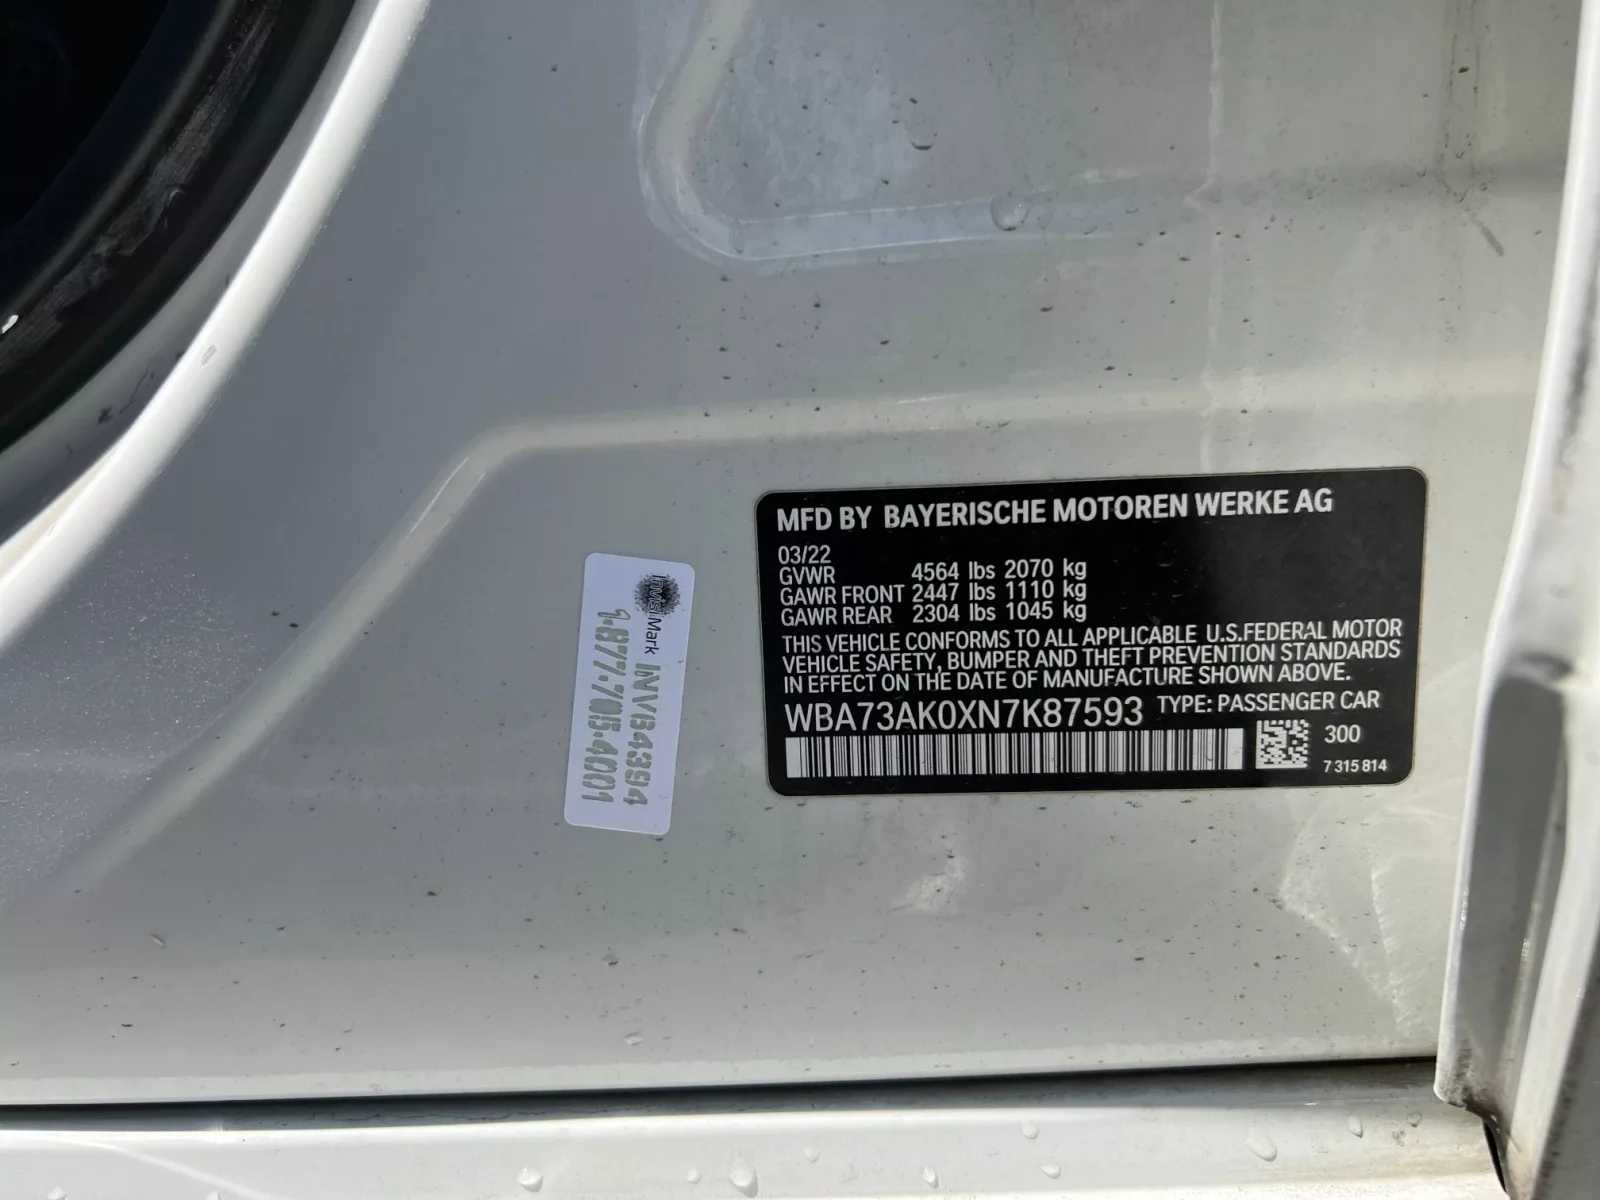 MFD BY BAYERISCHE MOTOREN WERKE AG
03/22
GVWR 4564 lbs 2070 kg
GAWR FRONT 2447 lbs 1110 kg
GAWR REAR 2304 lbs 1045 kg
THIS VEHICLE CONFORMS TO ALL APPLICABLE U.S.FEDERAL MOTOR
VEHICLE SAFETY, BUMPER AND THEFT PREVENTION STANDARDS
IN EFFECT ON THE DATE OF MANUFACTURE SHOWN ABOVE.
WBA73AK0XN7K87593 TYPE: PASSENGER CAR
300
7 315 814
InMsiMark
INVB4394
1-877-705-4001